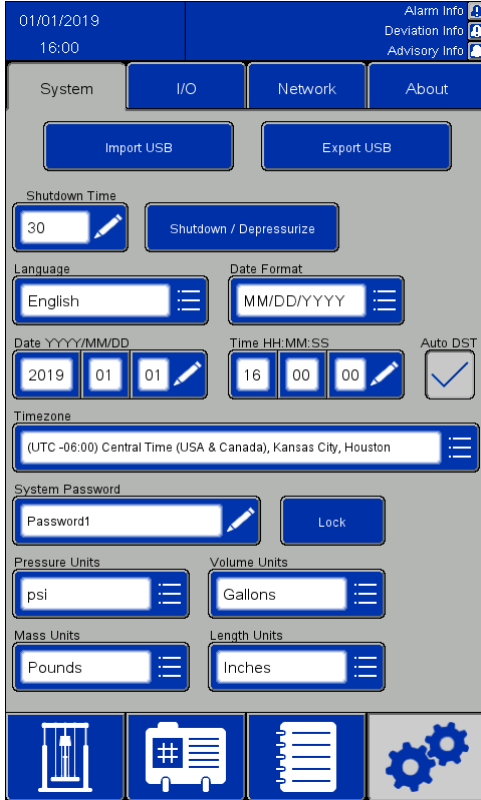 01/01/2019
16:00
Alarm Info
Deviation Info
Advisory Info
System I/O Network About
Import USB Export USB
Shutdown Time
30 Shutdown / Depressurize
Language Date Format
English MM/DD/YYYY
Date YYYY/MM/DD Time HH:MM:SS Auto DST
2019 01 01 16 00 00
Timezone
(UTC -06:00) Central Time (USA & Canada), Kansas City, Houston
System Password
Password1 Lock
Pressure Units Volume Units
psi Gallons
Mass Units Length Units
Pounds Inches
#